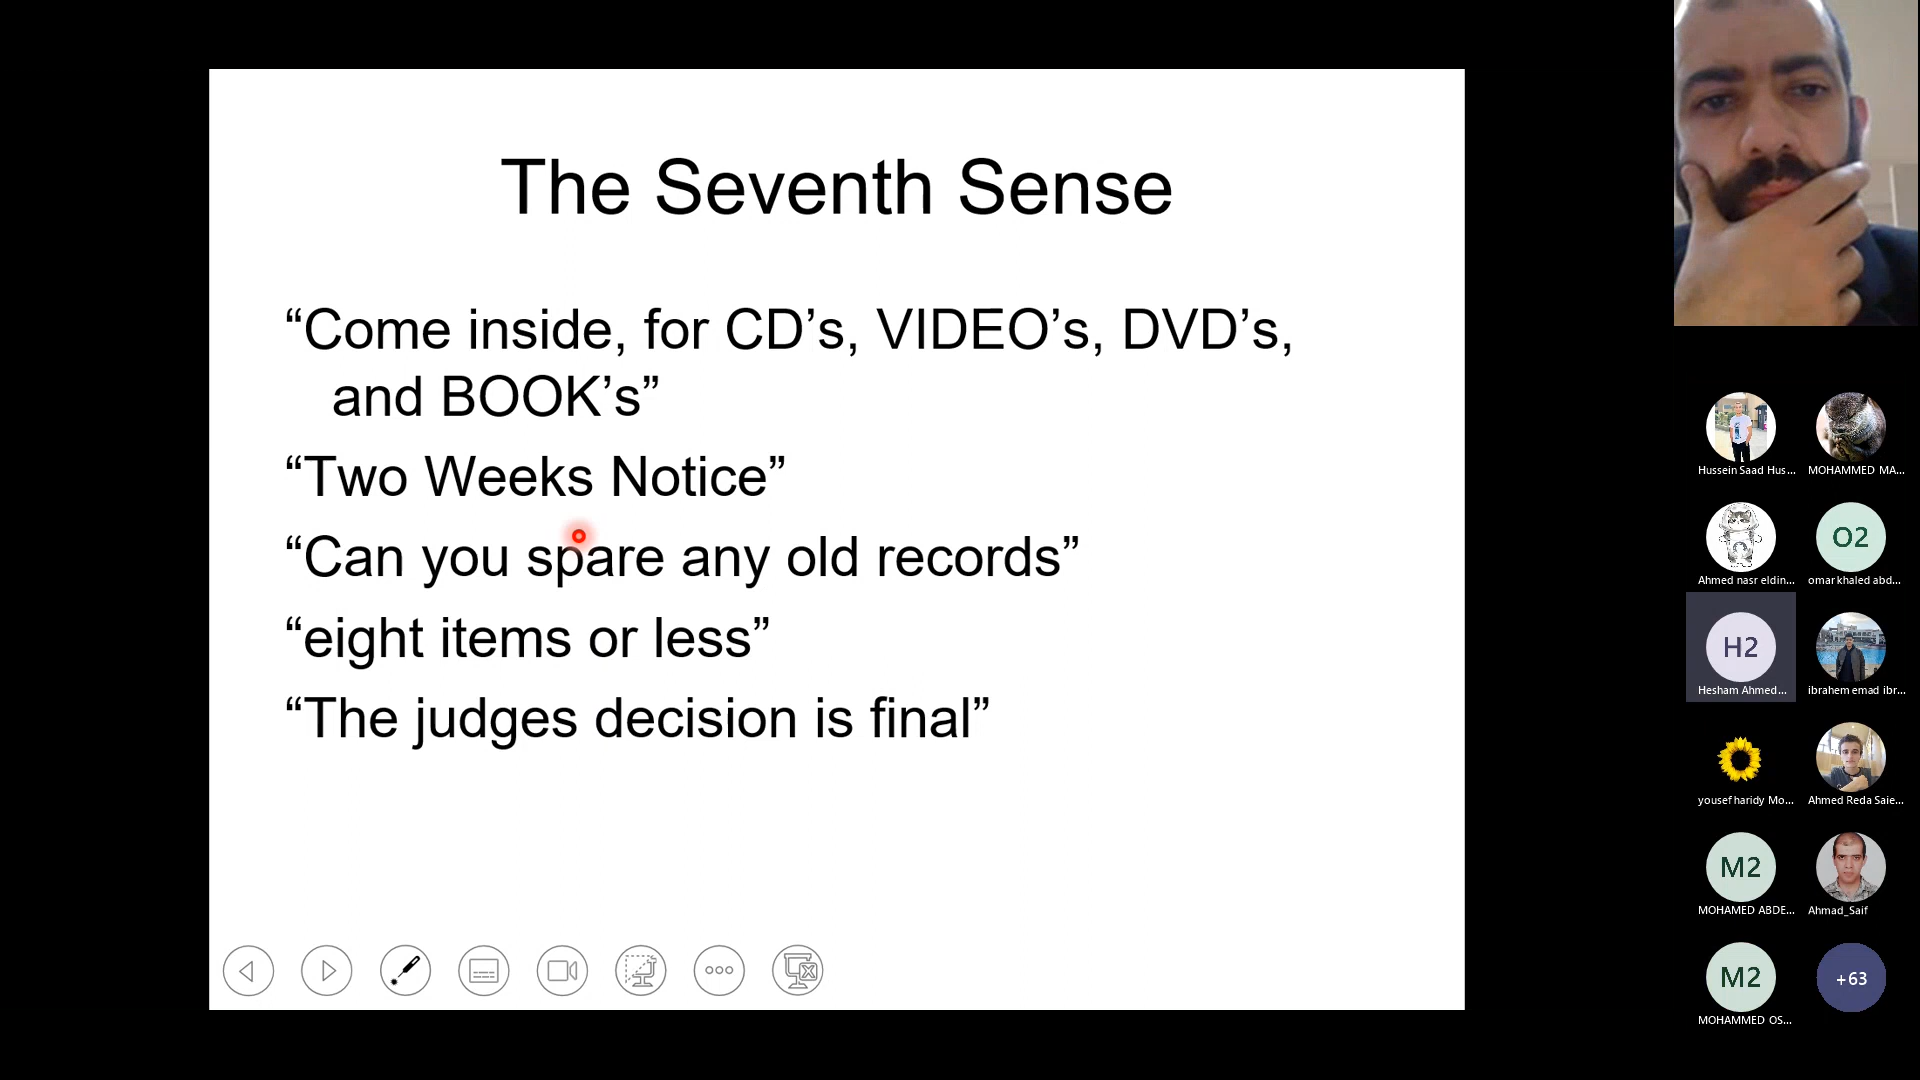 The Seventh Sense
“Come inside, for CD’s, VIDEO’s, DVD’s,
and BOOK’s”
“Two Weeks Notice”
“Can you spare any old records”
“eight items or less”
“The judges decision is final”
Hussein Saad Hus...
MOHAMMED MA...
Ahmed nasr eldin...
O2
omar khaled abd...
H2
Hesham Ahmed...
ibrahem emad ibr...
yousef haridy Mo...
Ahmed Reda Saie...
M2
MOHAMED ABDE...
Ahmad_Saif
M2
MOHAMMED OS...
+63